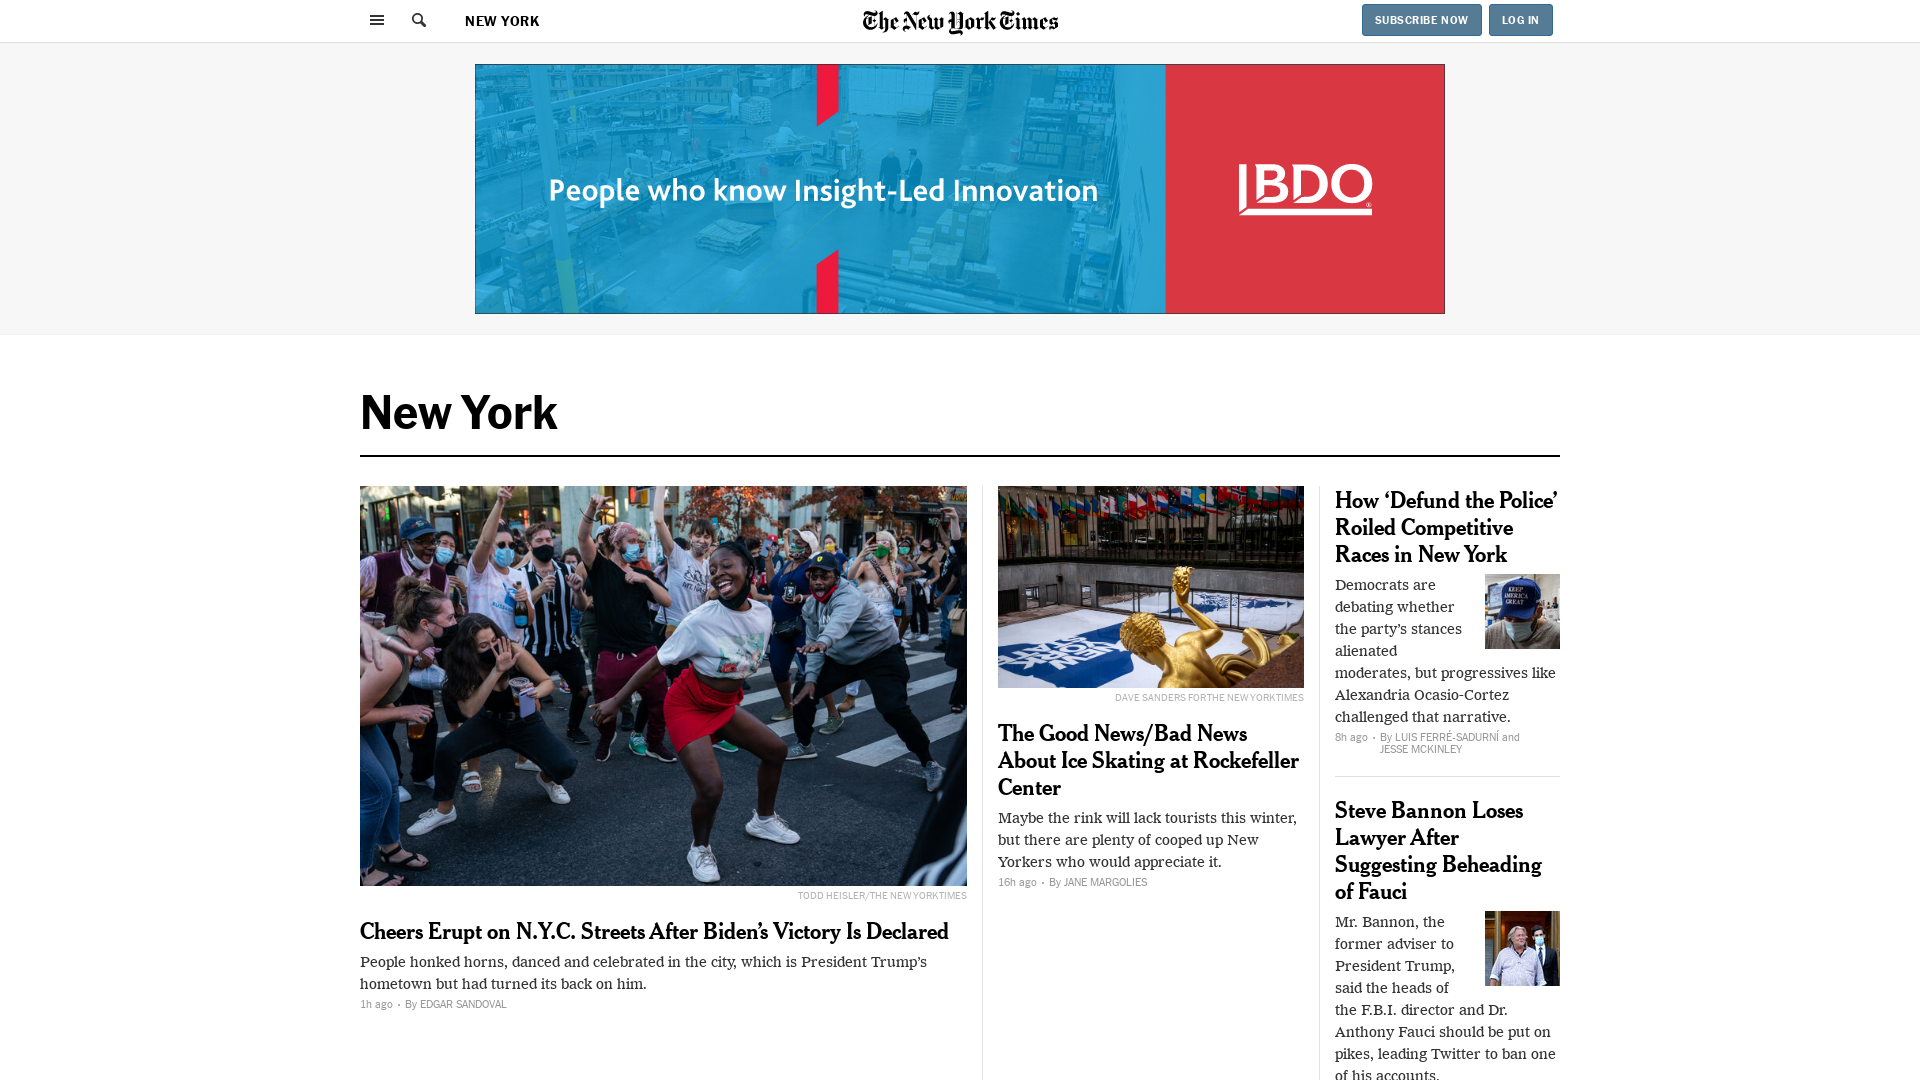 NEW YORK
The New York Times
SUBSCRIBE NOW
LOG IN
People who know Insight-Led Innovation
BDO
New York
TODD HEISLER/THE NEW YORKTIMES
Cheers Erupt on N.Y.C. Streets After Biden’s Victory Is Declared
People honked horns, danced and celebrated in the city, which is President Trump’s
hometown but had turned its back on him.
1h ago • By EDGAR SANDOVAL
DAVE SANDERS FORTHE NEW YORKTIMES
The Good News/Bad News
About Ice Skating at Rockefeller
Center
Maybe the rink will lack tourists this winter,
but there are plenty of cooped up New
Yorkers who would appreciate it.
16h ago • By JANE MARGOLIES
How ‘Defund the Police’
Roiled Competitive
Races in New York
KEEP
AMERICA
GREAT
Democrats are
debating whether
the party’s stances
alienated
moderates, but progressives like
Alexandria Ocasio-Cortez
challenged that narrative.
8h ago • By LUIS FERRÉ-SADURNÍ and
JESSE MCKINLEY
Steve Bannon Loses
Lawyer After
Suggesting Beheading
of Fauci
Mr. Bannon, the
former adviser to
President Trump,
said the heads of
the F.B.I. director and Dr.
Anthony Fauci should be put on
pikes, leading Twitter to ban one
of his accounts.